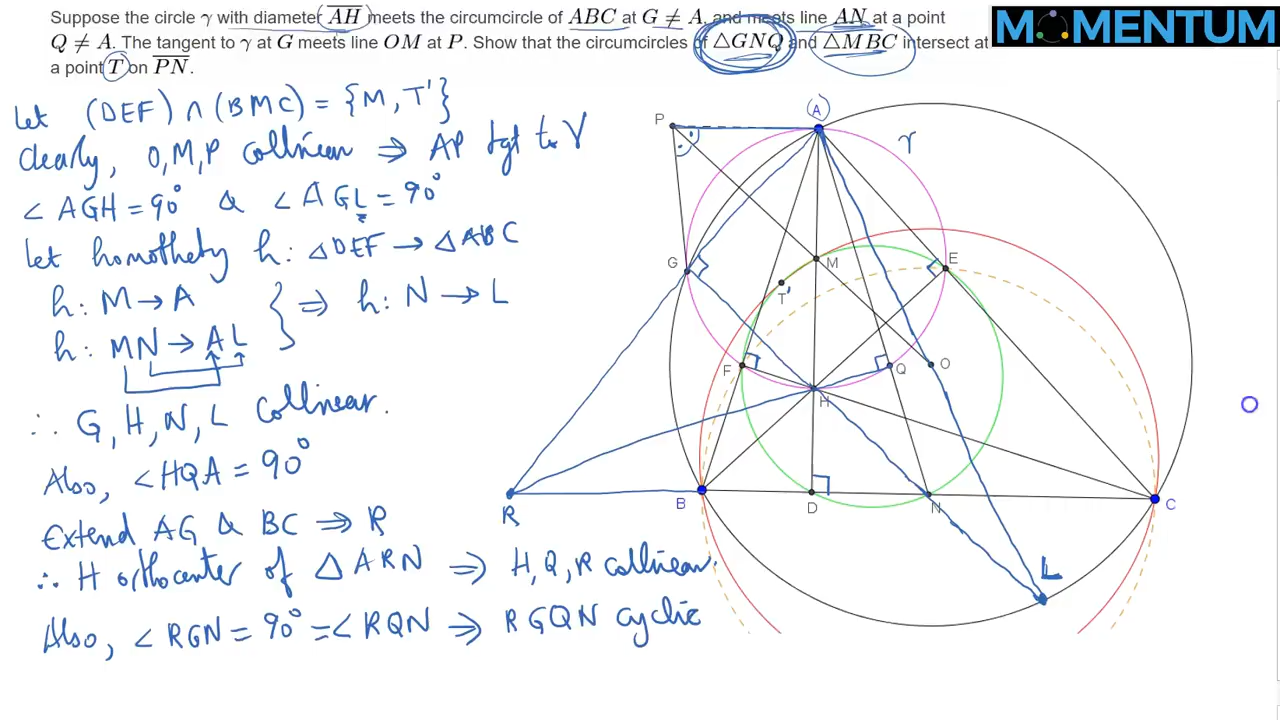 Suppose the circle γ with diameter AH meets the circumcircle of ABC at G ≠ A, and meets line AN at a point
Q ≠ A. The tangent to γ at G meets line OM at P. Show that the circumcircles of △GNQ and △MBC intersect at
a point T on PN.
MOMENTUM
Let (DEF) ∩ (BMC) = {M, T'}
Clearly, O,M,P collinear ⇒ AP tgt to γ
∠AGH = 90° & ∠AGL = 90°
Let homothety h: △DEF → △ABC
h: M → A
h: MN → AL
} ⇒ h: N → L
∴ G, H, N, L collinear.
Also, ∠HQA = 90°
Extend AG & BC ⇒ R
∴ H orthocenter of △ARN ⇒ H, Q, R collinear.
Also, ∠RGN = 90° = ∠RQN ⇒ RGQN cyclic
P
A
γ
G
M
E
T'
F
Q
O
H
R
B
D
N
C
L